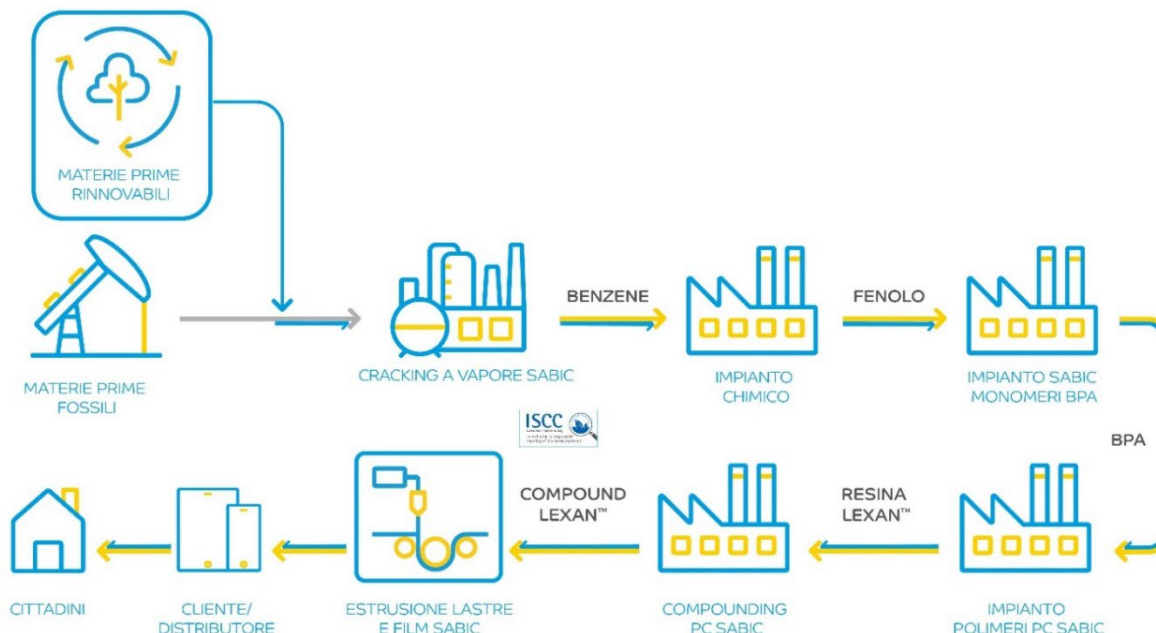 MATERIE PRIME
RINNOVABILI
BENZENE
FENOLO
MATERIE PRIME
FOSSILI
CRACKING A VAPORE SABIC
IMPIANTO
CHIMICO
IMPIANTO SABIC
MONOMERI BPA
ISCC
BPA
COMPOUND
LEXAN™
RESINA
LEXAN™
CITTADINI
CLIENTE/
DISTRIBUTORE
ESTRUSIONE LASTRE
E FILM SABIC
COMPOUNDING
PC SABIC
IMPIANTO
POLIMERI PC SABIC